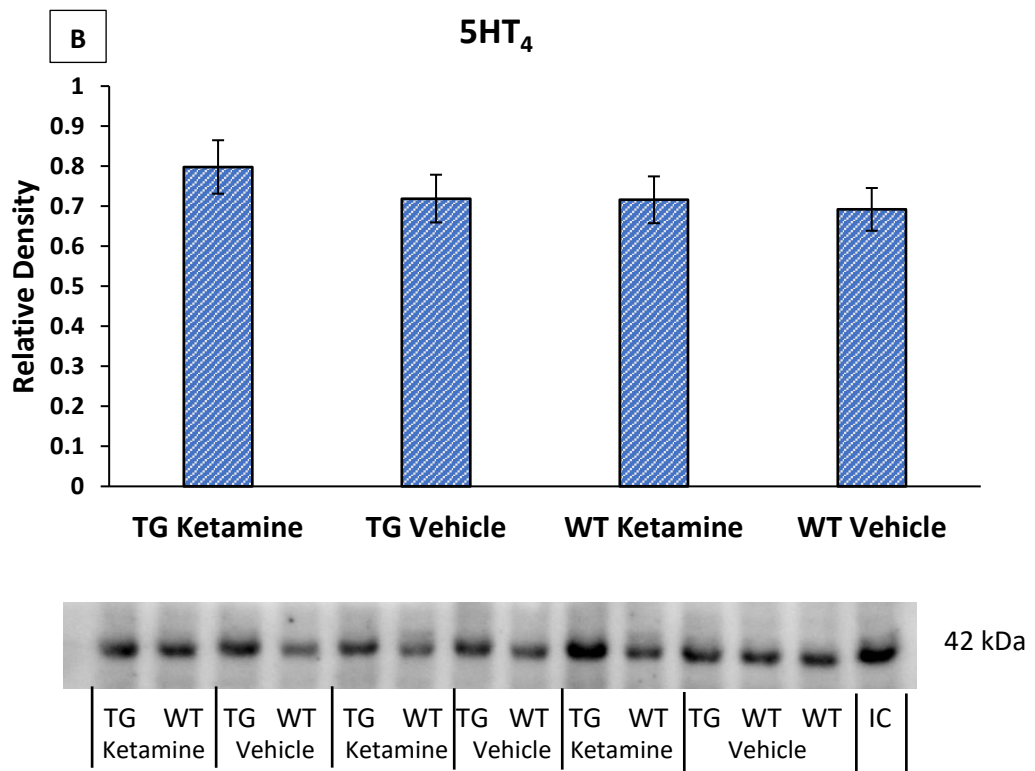 B
5HT₄
Relative Density
1
0.9
0.8
0.7
0.6
0.5
0.4
0.3
0.2
0.1
0
TG Ketamine TG Vehicle WT Ketamine WT Vehicle
42 kDa
TG WT TG WT TG WT TG WT TG WT TG WT WT IC
Ketamine Vehicle Ketamine Vehicle Ketamine Vehicle